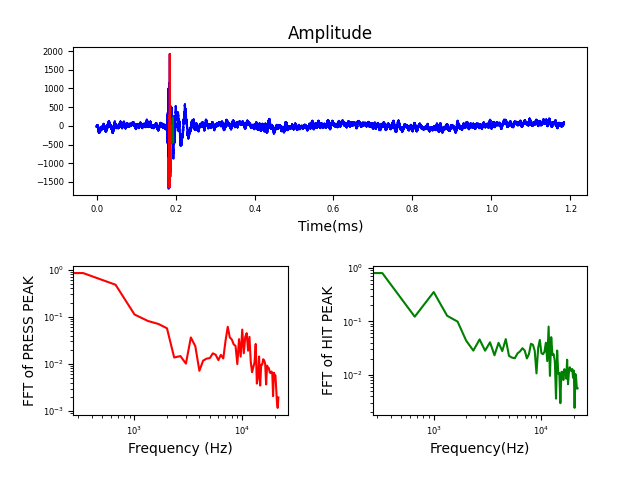 Amplitude
2000
1500
1000
500
0
−500
−1000
−1500
0.0 0.2 0.4 0.6 0.8 1.0 1.2
Time(ms)
FFT of PRESS PEAK
10⁰
10⁻¹
10⁻²
10⁻³
10³ 10⁴
Frequency (Hz)
FFT of HIT PEAK
10⁰
10⁻¹
10⁻²
10³ 10⁴
Frequency(Hz)